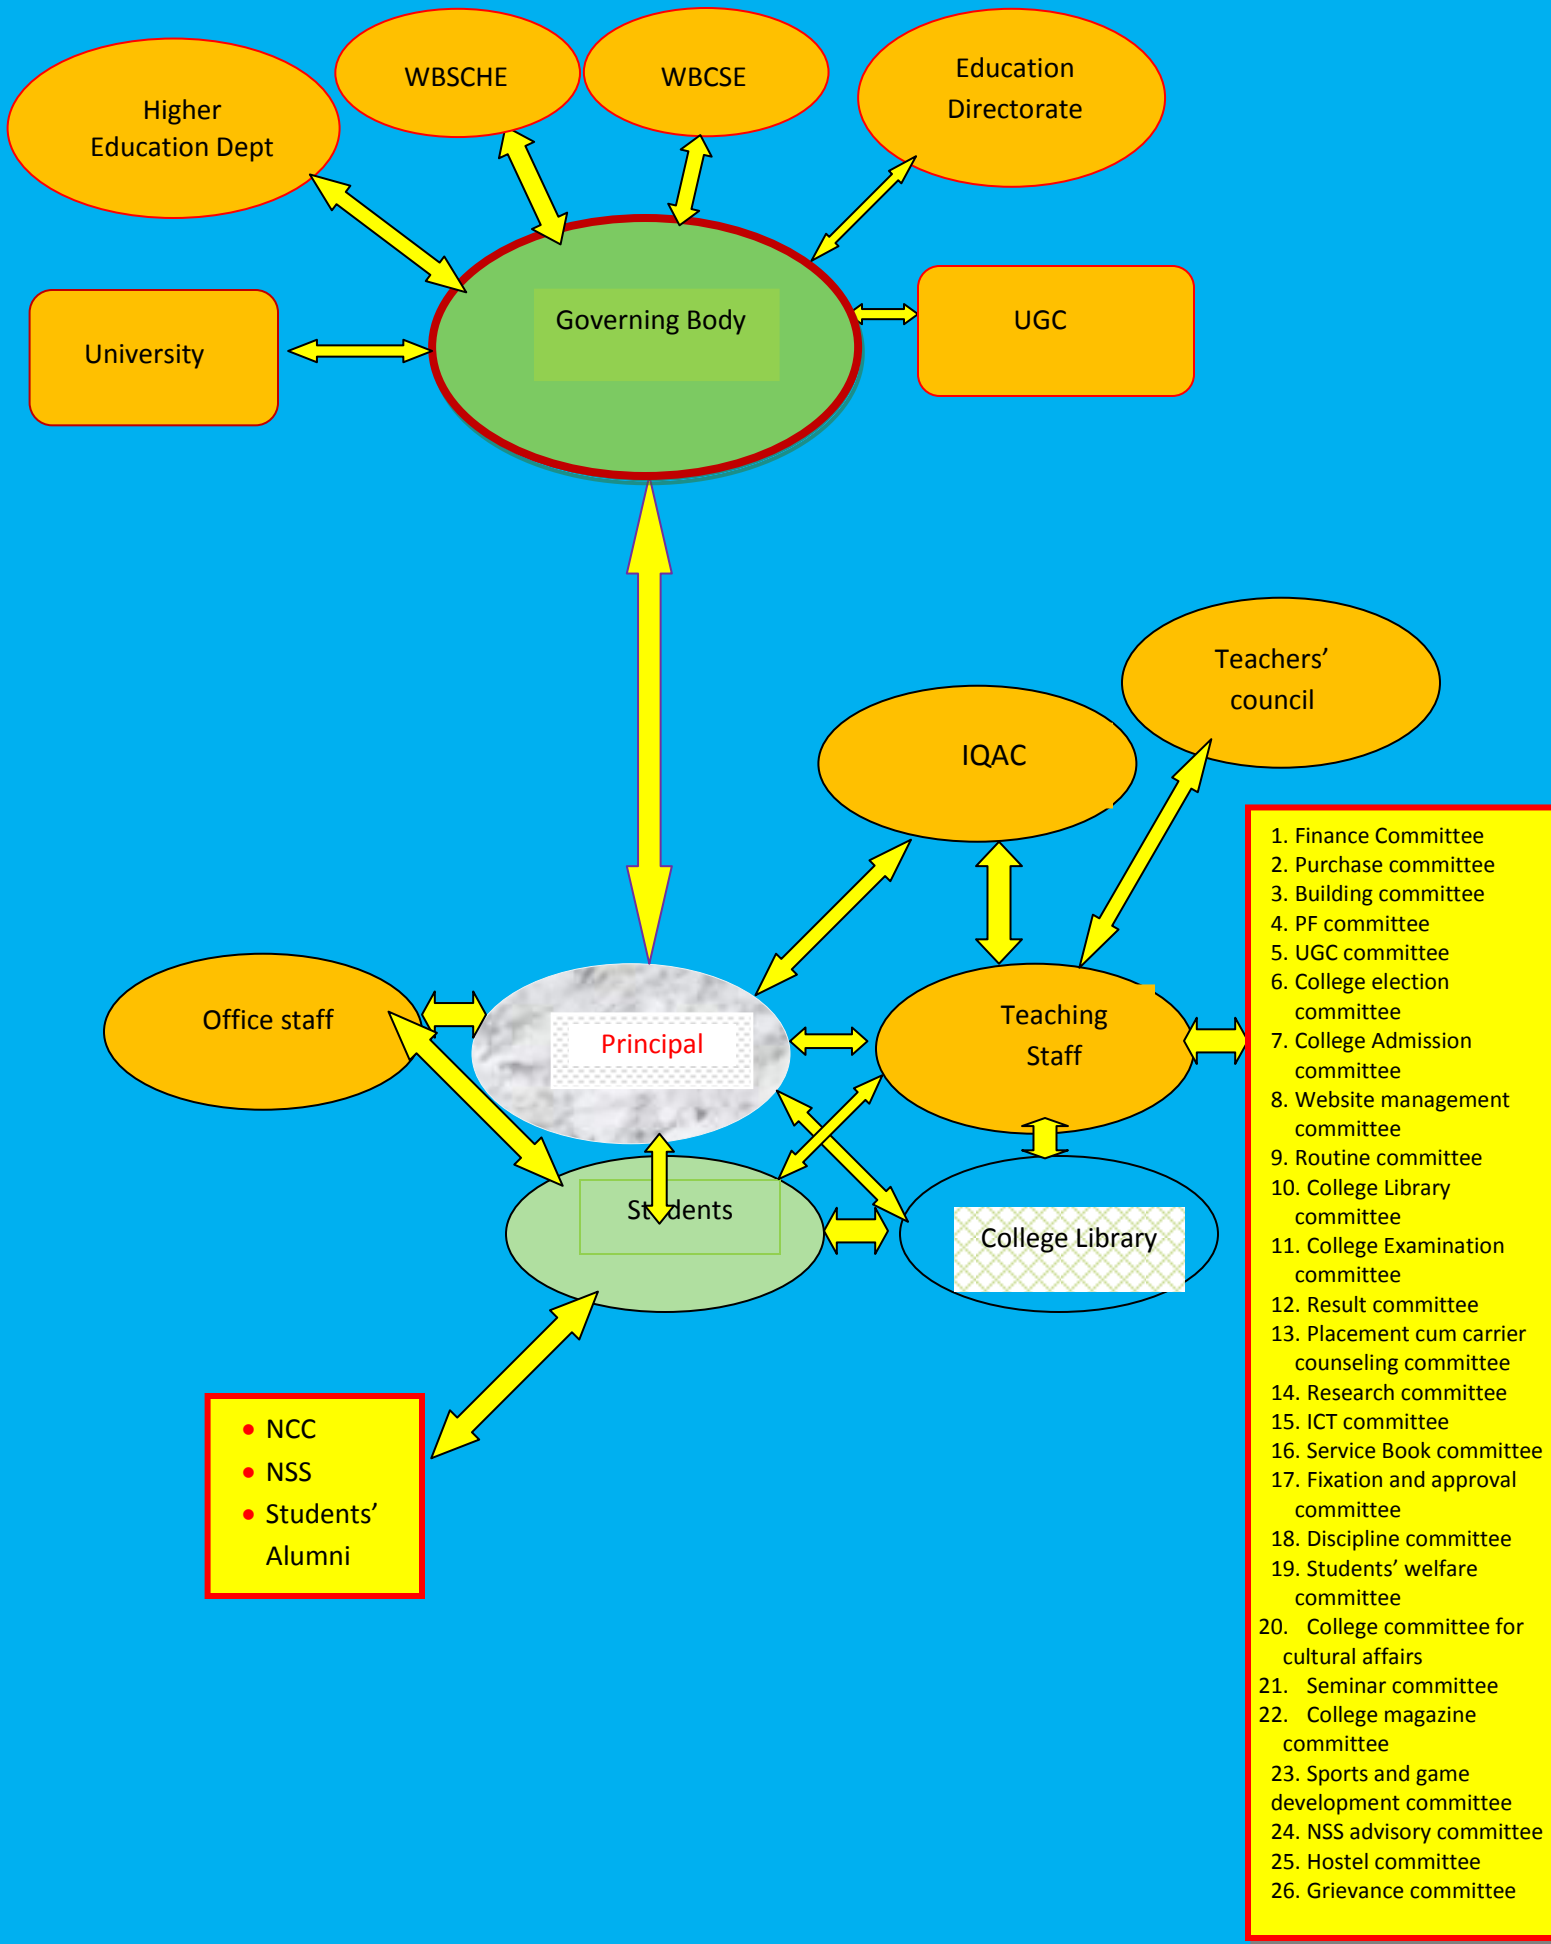 WBSCHE
WBCSE
Education
Directorate
Higher
Education Dept
Governing Body
UGC
University
Teachers’
council
IQAC
Office staff
Principal
Teaching
Staff
Students
College Library
• NCC
• NSS
• Students’
Alumni
1. Finance Committee
2. Purchase committee
3. Building committee
4. PF committee
5. UGC committee
6. College election
committee
7. College Admission
committee
8. Website management
committee
9. Routine committee
10. College Library
committee
11. College Examination
committee
12. Result committee
13. Placement cum carrier
counseling committee
14. Research committee
15. ICT committee
16. Service Book committee
17. Fixation and approval
committee
18. Discipline committee
19. Students’ welfare
committee
20. College committee for
cultural affairs
21. Seminar committee
22. College magazine
committee
23. Sports and game
development committee
24. NSS advisory committee
25. Hostel committee
26. Grievance committee